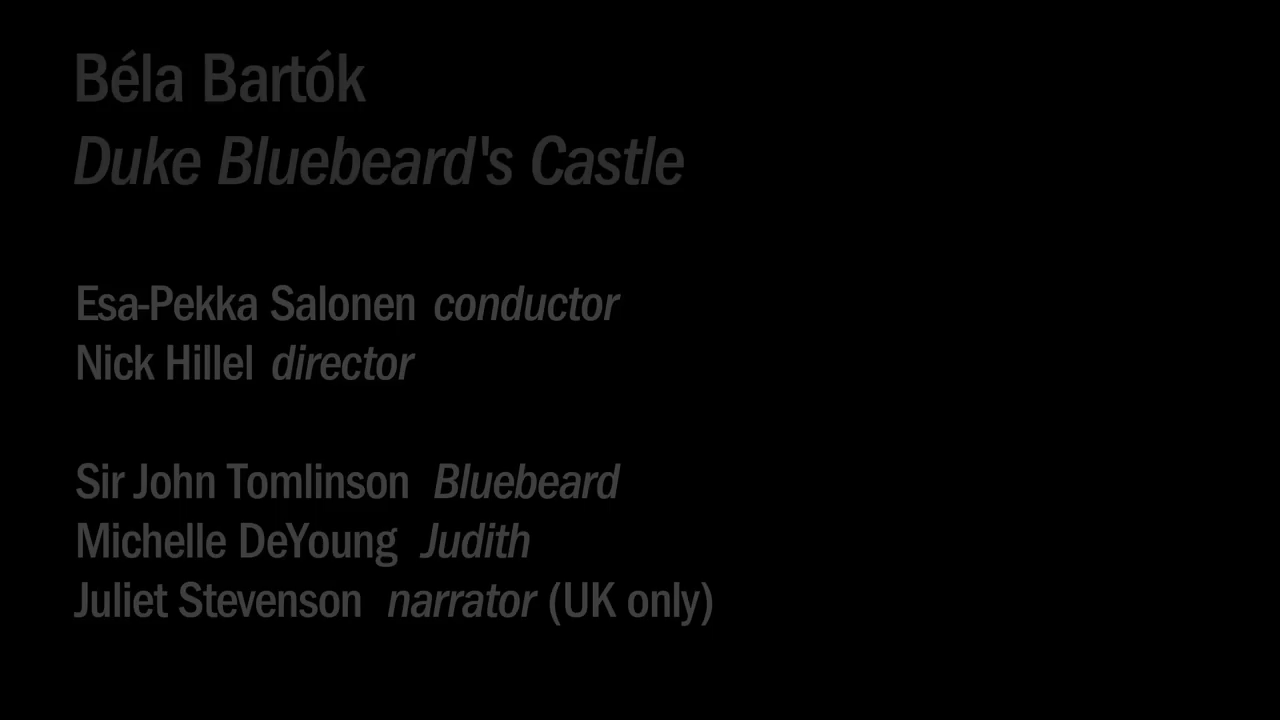 Béla Bartók
Duke Bluebeard's Castle
Esa-Pekka Salonen conductor
Nick Hillel director
Sir John Tomlinson Bluebeard
Michelle DeYoung Judith
Juliet Stevenson narrator (UK only)